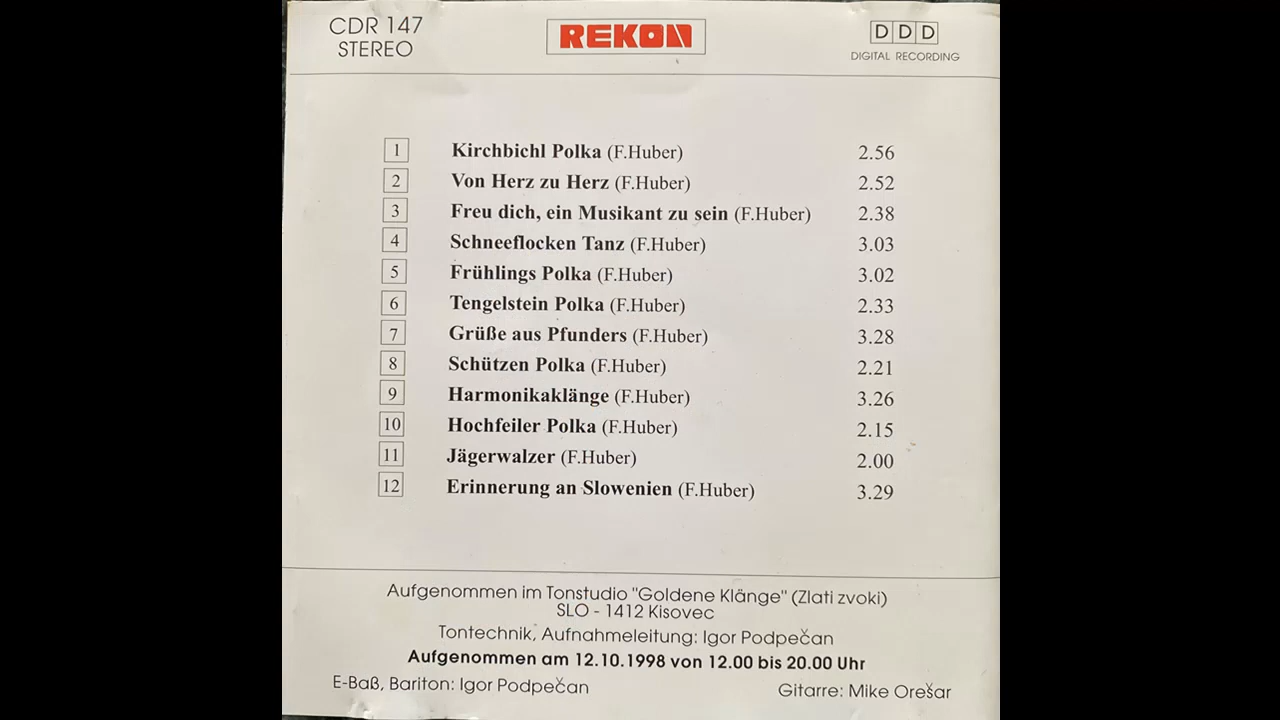 CDR 147
STEREO
REKON
DDD
DIGITAL RECORDING
1 Kirchbichl Polka (F.Huber) 2.56
2 Von Herz zu Herz (F.Huber) 2.52
3 Freu dich, ein Musikant zu sein (F.Huber) 2.38
4 Schneeflocken Tanz (F.Huber) 3.03
5 Frühlings Polka (F.Huber) 3.02
6 Tengelstein Polka (F.Huber) 2.33
7 Grüße aus Pfunders (F.Huber) 3.28
8 Schützen Polka (F.Huber) 2.21
9 Harmonikaklänge (F.Huber) 3.26
10 Hochfeiler Polka (F.Huber) 2.15
11 Jägerwalzer (F.Huber) 2.00
12 Erinnerung an Slowenien (F.Huber) 3.29
Aufgenommen im Tonstudio "Goldene Klänge" (Zlati zvoki)
SLO - 1412 Kisovec
Tontechnik, Aufnahmeleitung: Igor Podpečan
Aufgenommen am 12.10.1998 von 12.00 bis 20.00 Uhr
E-Baß, Bariton: Igor Podpečan Gitarre: Mike Orešar